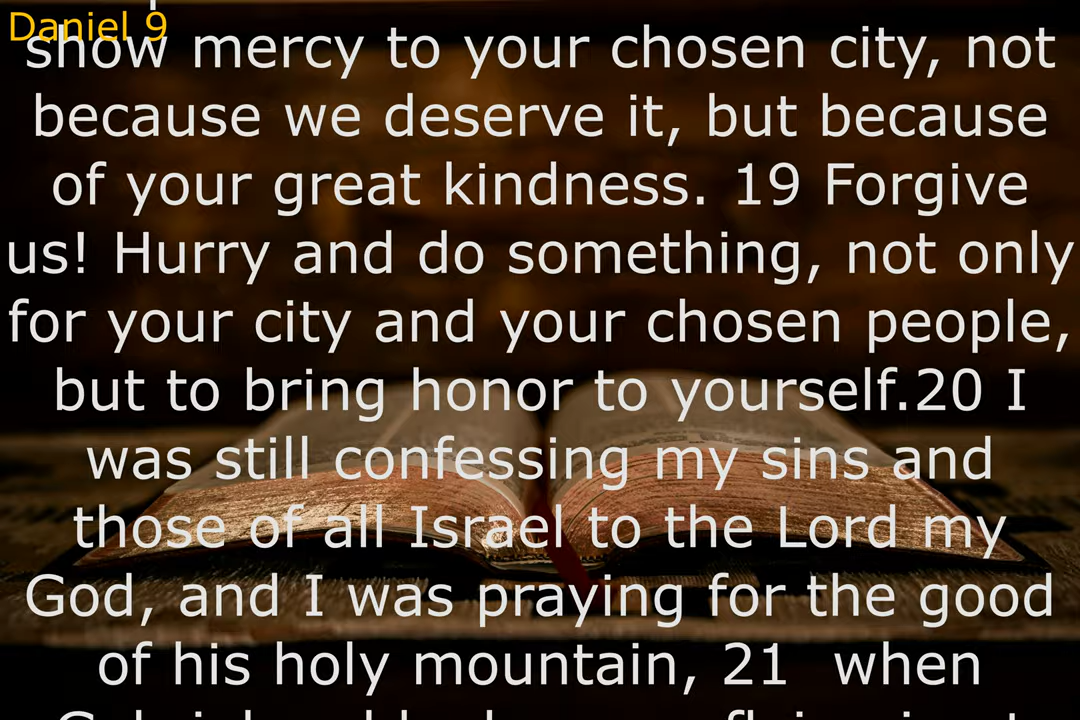 Daniel 9
show mercy to your chosen city, not
because we deserve it, but because
of your great kindness. 19 Forgive
us! Hurry and do something, not only
for your city and your chosen people,
but to bring honor to yourself.20 I
was still confessing my sins and
those of all Israel to the Lord my
God, and I was praying for the good
of his holy mountain, 21  when